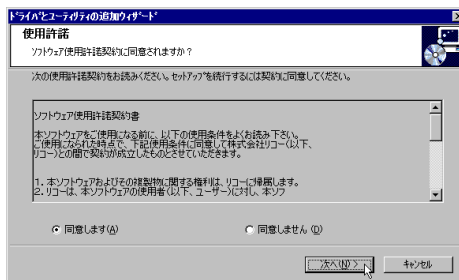 ドライバとユーティリティの追加ウィザード
使用許諾
ソフトウェア使用許諾契約に同意されますか?
次の使用許諾契約をお読みください。セットアップを続行するには契約に同意してください。
ソフトウェア使用許諾契約書
本ソフトウェアをご使用になる前に、以下の使用条件をよくお読み下さい。
ご使用になられた時点で、下記使用条件に同意して株式会社リコー(以下、
リコー)との間で契約が成立したものとさせていただきます。
1. 本ソフトウェアおよびその複製物に関する権利は、リコーに帰属します。
2. リコーは、本ソフトウェアの使用者(以下、ユーザー)に対し、本ソフ
同意します(A)
同意しません (D)
次へ(N) >
キャンセル